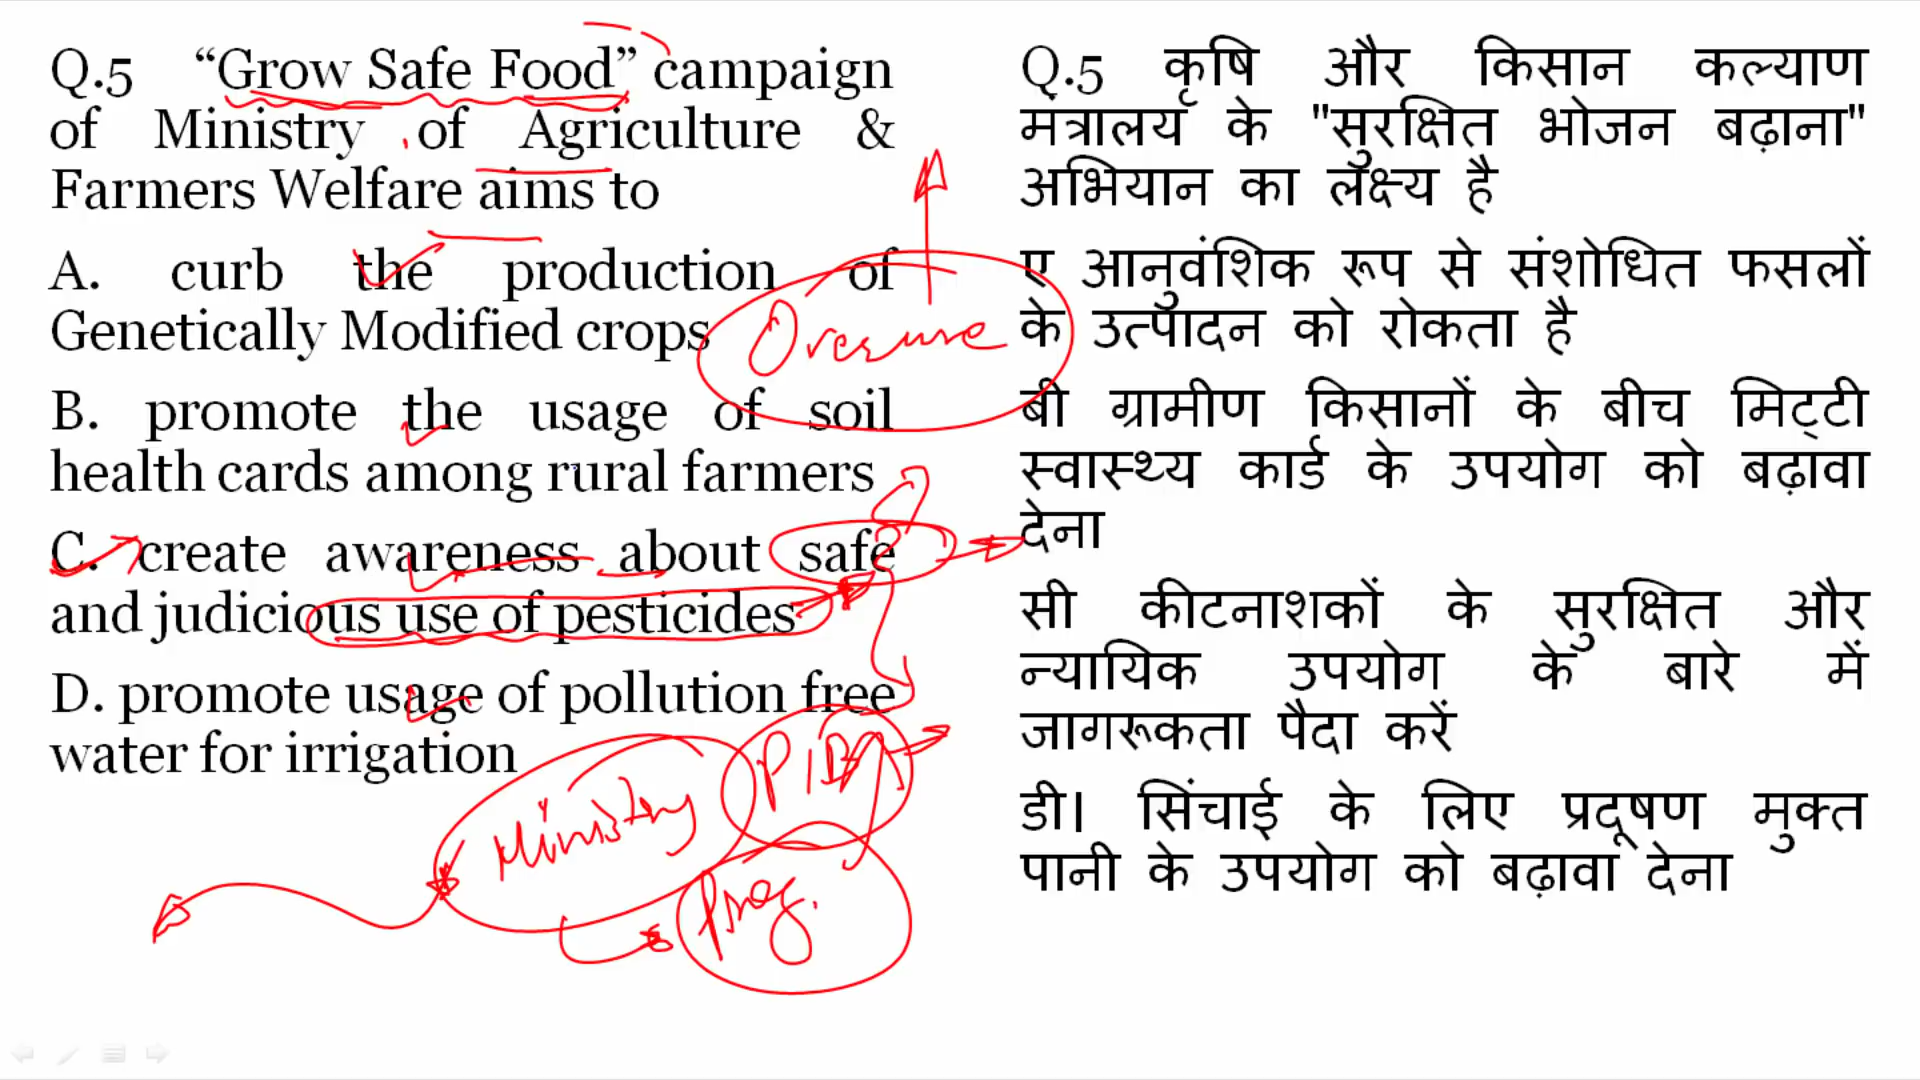 Q.5 “Grow Safe Food” campaign
of Ministry of Agriculture &
Farmers Welfare aims to
A. curb the production of
Genetically Modified crops
B. promote the usage of soil
health cards among rural farmers
C. create awareness about safe
and judicious use of pesticides
D. promote usage of pollution free
water for irrigation
Overuse
Ministry
PIB
Prog.
Q.5 कृषि और किसान कल्याण
मंत्रालय के "सुरक्षित भोजन बढ़ाना"
अभियान का लक्ष्य है
ए आनुवंशिक रूप से संशोधित फसलों
के उत्पादन को रोकता है
बी ग्रामीण किसानों के बीच मिट्टी
स्वास्थ्य कार्ड के उपयोग को बढ़ावा
देना
सी कीटनाशकों के सुरक्षित और
न्यायिक उपयोग के बारे में
जागरूकता पैदा करें
डी। सिंचाई के लिए प्रदूषण मुक्त
पानी के उपयोग को बढ़ावा देना